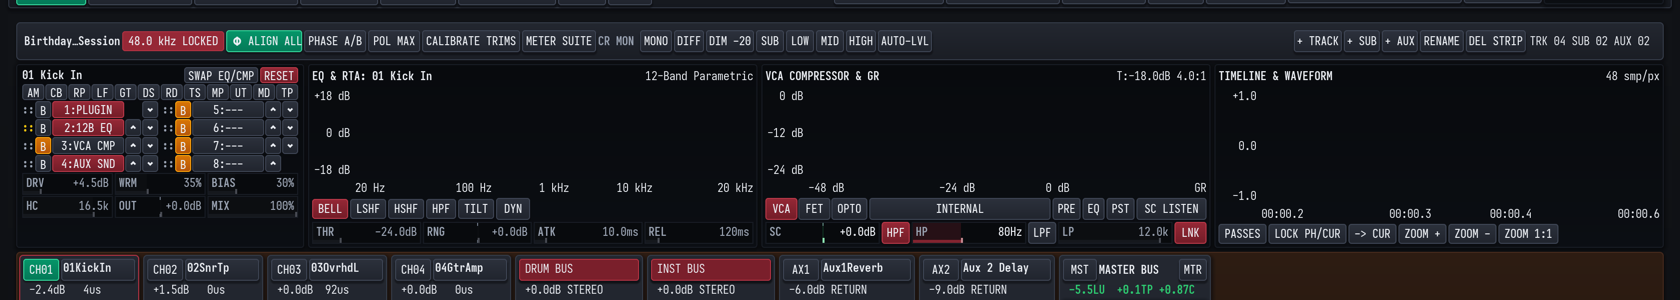 Birthday…Session 48.0 kHz LOCKED Φ ALIGN ALL PHASE A/B POL MAX CALIBRATE TRIMS METER SUITE CR MON MONO DIFF DIM -20 SUB LOW MID HIGH AUTO-LVL + TRACK + SUB + AUX RENAME DEL STRIP TRK 04 SUB 02 AUX 02
01 Kick In SWAP EQ/CMP RESET
AM CB RP LF GT DS RD TS MP UT MD TP
B 1:PLUGIN B 5:---
B 2:12B EQ B 6:---
B 3:VCA CMP B 7:---
B 4:AUX SND B 8:---
DRV +4.5dB WRM 35% BIAS 30%
HC 16.5k OUT +0.0dB MIX 100%
EQ & RTA: 01 Kick In 12-Band Parametric
+18 dB
0 dB
-18 dB
20 Hz 100 Hz 1 kHz 10 kHz 20 kHz
BELL LSHF HSHF HPF TILT DYN
THR -24.0dB RNG +0.0dB ATK 10.0ms REL 120ms
VCA COMPRESSOR & GR T:-18.0dB 4.0:1
0 dB
-12 dB
-24 dB
-48 dB -24 dB 0 dB GR
VCA FET OPTO INTERNAL PRE EQ PST SC LISTEN
SC +0.0dB HPF HP 80Hz LPF LP 12.0k LNK
TIMELINE & WAVEFORM 48 smp/px
+1.0
0.0
-1.0
00:00.2 00:00.3 00:00.4 00:00.6
PASSES LOCK PH/CUR -> CUR ZOOM + ZOOM - ZOOM 1:1
CH01 01KickIn
-2.4dB 4us
CH02 02SnrTp
+1.5dB 0us
CH03 03OvrhdL
+0.0dB 92us
CH04 04GtrAmp
+0.0dB 0us
DRUM BUS
+0.0dB STEREO
INST BUS
+0.0dB STEREO
AX1 Aux1Reverb
-6.0dB RETURN
AX2 Aux 2 Delay
-9.0dB RETURN
MST MASTER BUS MTR
-5.5LU +0.1TP +0.87C